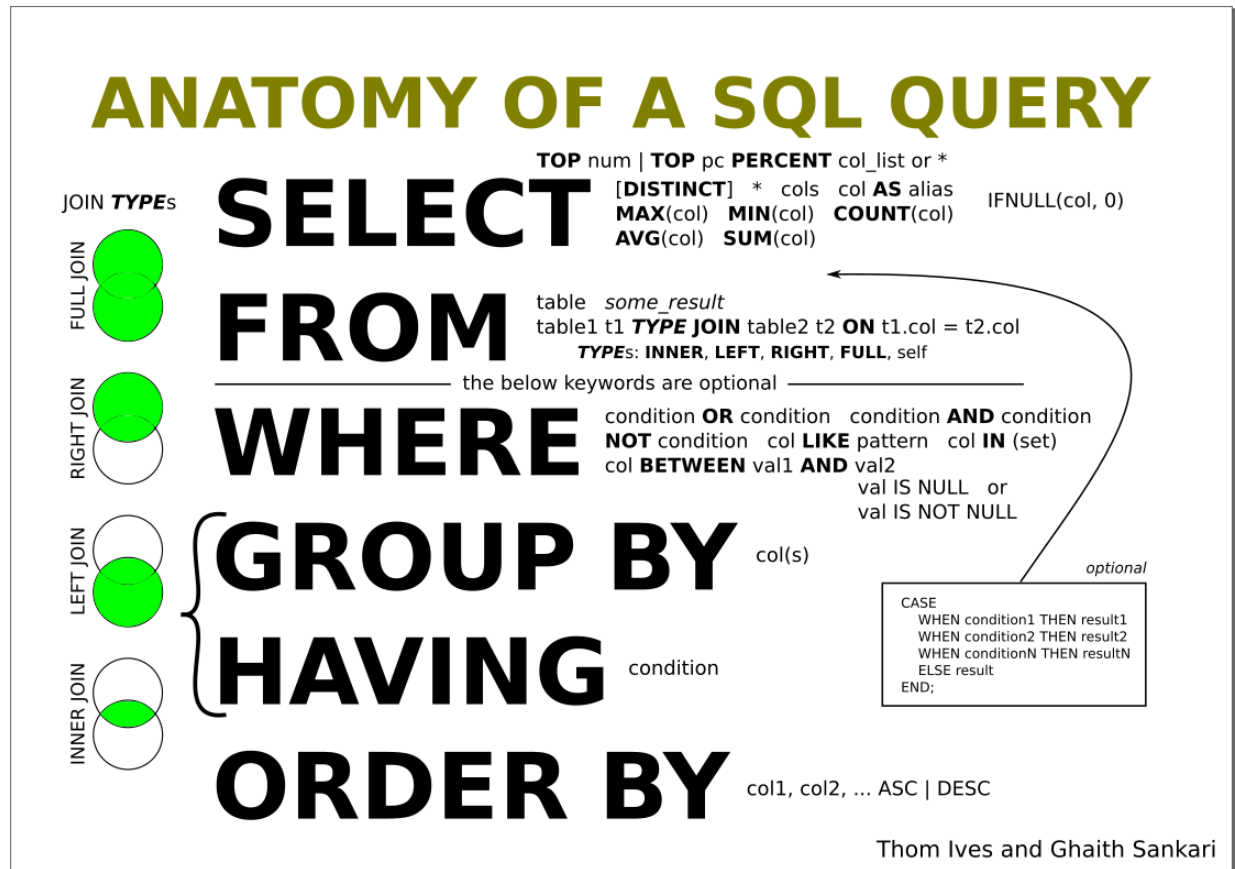 ANATOMY OF A SQL QUERY
TOP num | TOP pc PERCENT col_list or *
SELECT
[DISTINCT] * cols col AS alias
MAX(col) MIN(col) COUNT(col)
AVG(col) SUM(col)
IFNULL(col, 0)
JOIN TYPEs
FULL JOIN
RIGHT JOIN
LEFT JOIN
INNER JOIN
FROM
table some_result
table1 t1 TYPE JOIN table2 t2 ON t1.col = t2.col
TYPEs: INNER, LEFT, RIGHT, FULL, self
the below keywords are optional
WHERE
condition OR condition condition AND condition
NOT condition col LIKE pattern col IN (set)
col BETWEEN val1 AND val2
val IS NULL or
val IS NOT NULL
GROUP BY
col(s)
HAVING
condition
optional
CASE
WHEN condition1 THEN result1
WHEN condition2 THEN result2
WHEN conditionN THEN resultN
ELSE result
END;
ORDER BY
col1, col2, ... ASC | DESC
Thom Ives and Ghaith Sankari